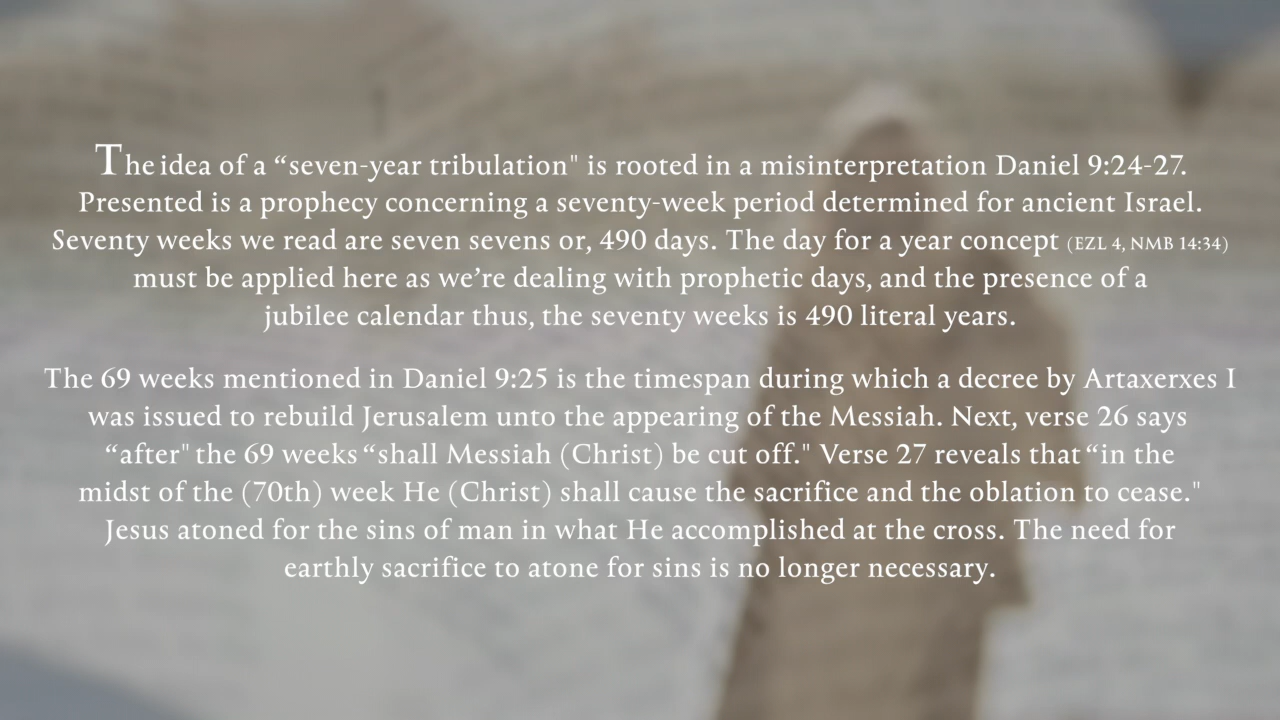 The idea of a “seven-year tribulation" is rooted in a misinterpretation Daniel 9:24-27.
Presented is a prophecy concerning a seventy-week period determined for ancient Israel.
Seventy weeks we read are seven sevens or, 490 days. The day for a year concept (EZL 4, NMB 14:34)
must be applied here as we’re dealing with prophetic days, and the presence of a
jubilee calendar thus, the seventy weeks is 490 literal years.
The 69 weeks mentioned in Daniel 9:25 is the timespan during which a decree by Artaxerxes I
was issued to rebuild Jerusalem unto the appearing of the Messiah. Next, verse 26 says
“after" the 69 weeks “shall Messiah (Christ) be cut off." Verse 27 reveals that “in the
midst of the (70th) week He (Christ) shall cause the sacrifice and the oblation to cease."
Jesus atoned for the sins of man in what He accomplished at the cross. The need for
earthly sacrifice to atone for sins is no longer necessary.